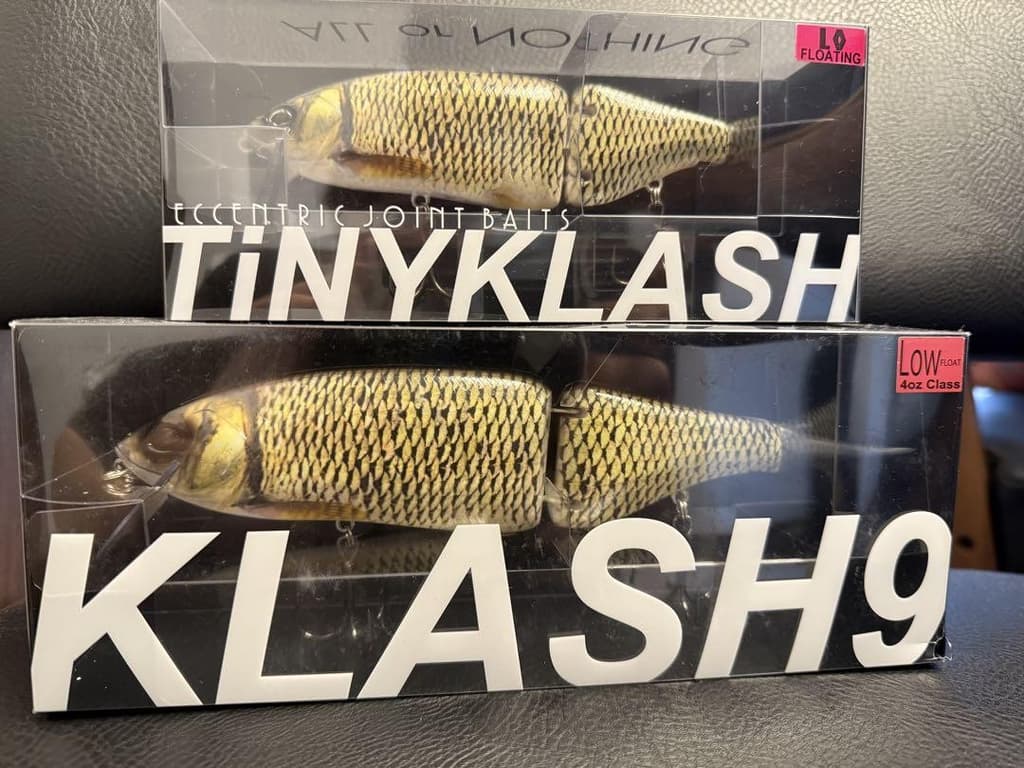 ALL OR NOTHING
LO
FLOATING
ECCENTRIC JOINT BAITS
TiNYKLASH
LOW FLOAT
4oz Class
KLASH9